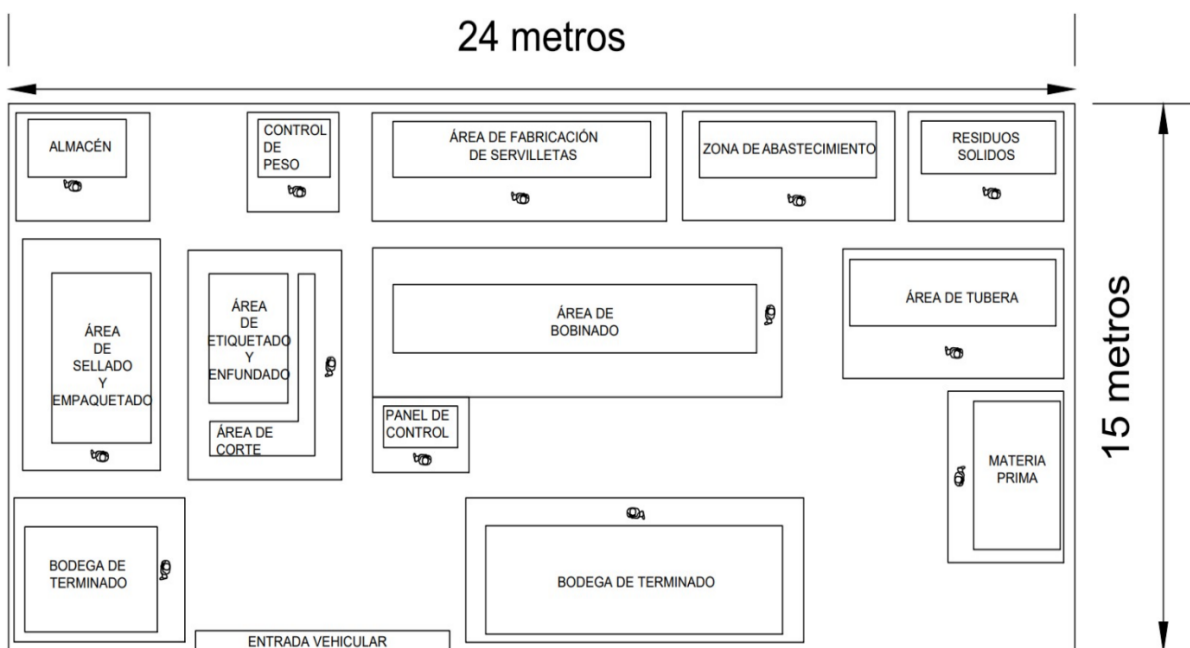 24 metros
ALMACÉN
CONTROL
DE
PESO
ÁREA DE FABRICACIÓN
DE SERVILLETAS
ZONA DE ABASTECIMIENTO
RESIDUOS
SOLIDOS
15 metros
ÁREA
DE
SELLADO
Y
EMPAQUETADO
ÁREA
DE
ETIQUETADO
Y
ENFUNDADO
ÁREA DE
CORTE
ÁREA DE
BOBINADO
ÁREA DE TUBERA
PANEL DE
CONTROL
MATERIA
PRIMA
BODEGA DE
TERMINADO
BODEGA DE TERMINADO
ENTRADA VEHICULAR